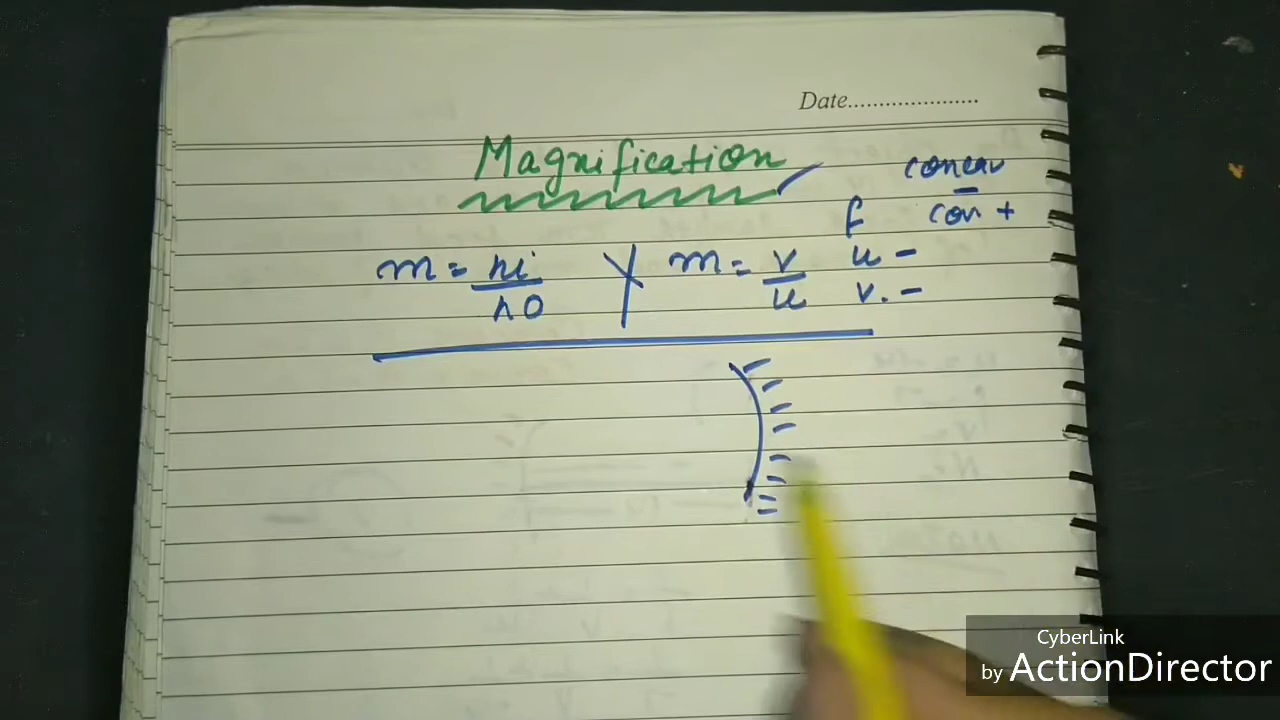 Date.....................
Magnification
concav
-
f con +
m = hi/ho m = v/u u -
v. -
CyberLink
by ActionDirector